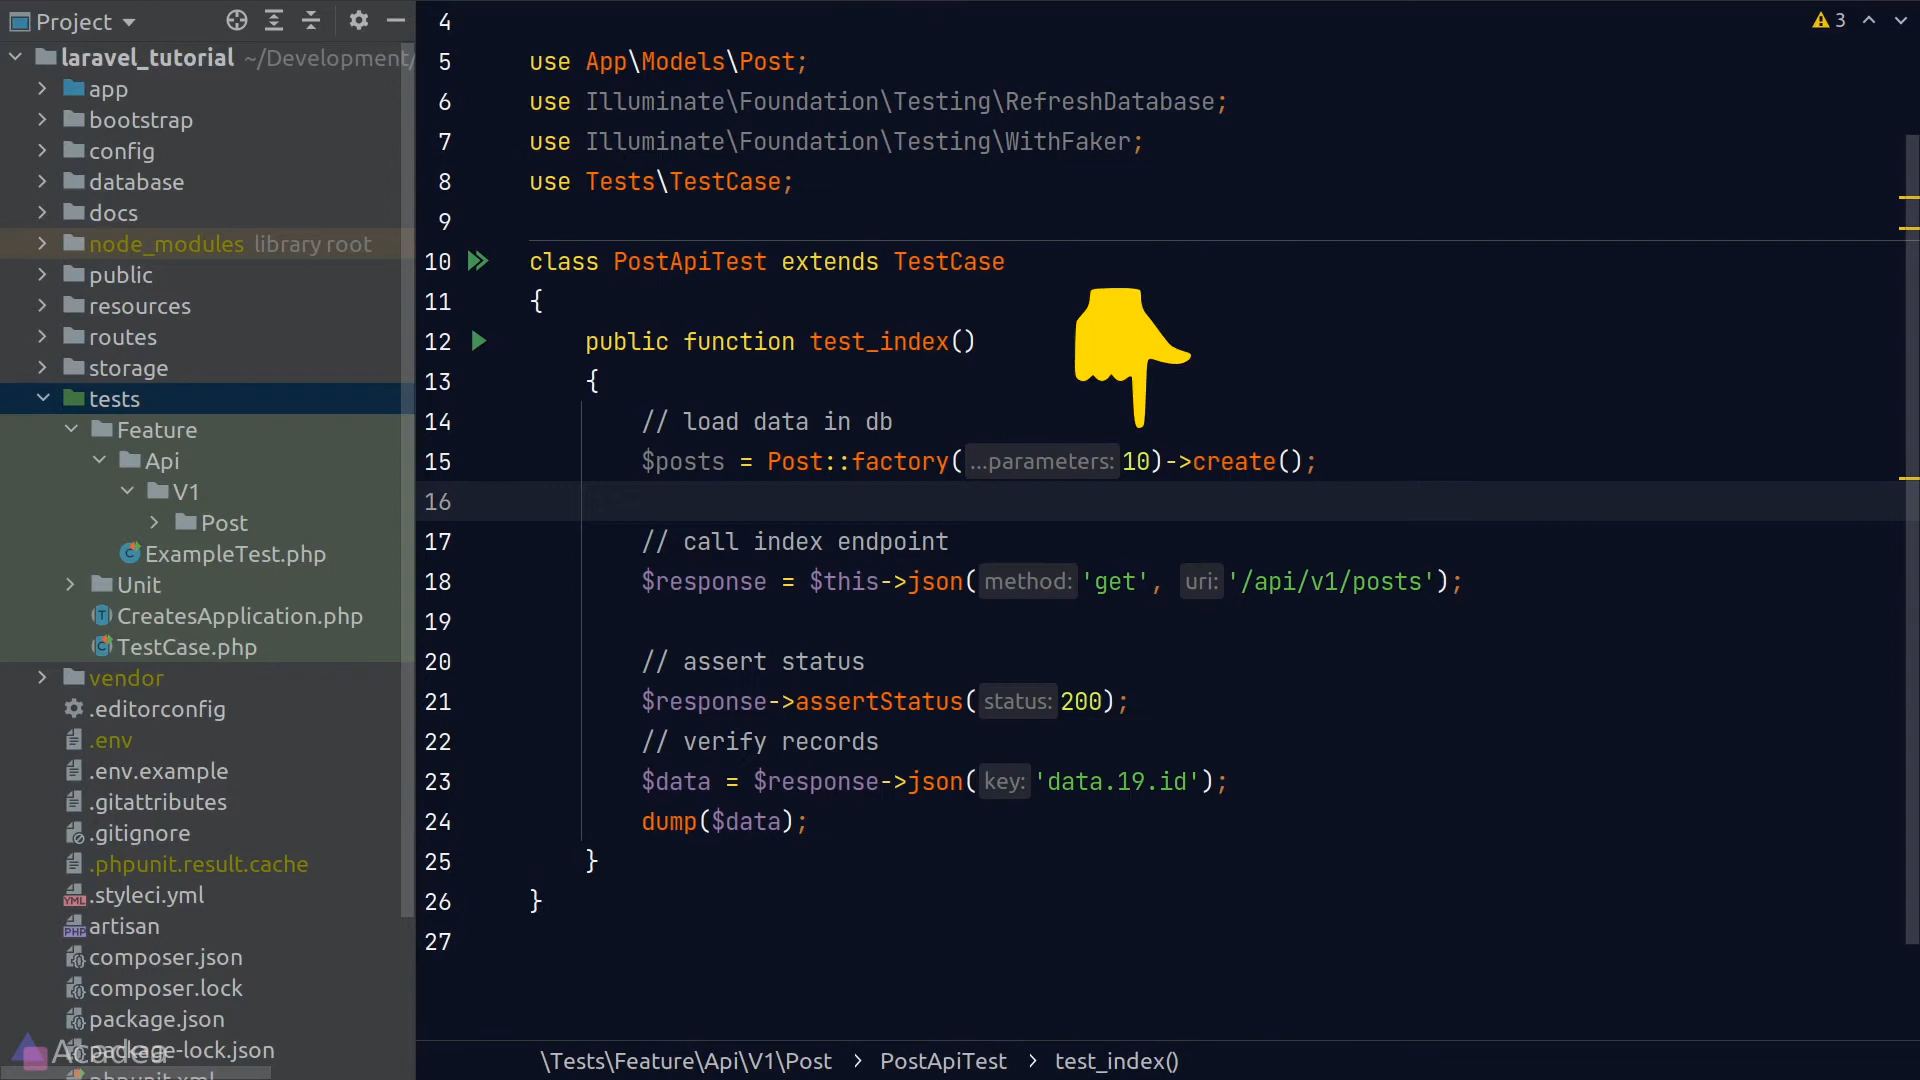 Project
laravel_tutorial ~/Development/
app
bootstrap
config
database
docs
node_modules library root
public
resources
routes
storage
tests
Feature
Api
V1
Post
ExampleTest.php
Unit
CreatesApplication.php
TestCase.php
vendor
.editorconfig
.env
.env.example
.gitattributes
.gitignore
.phpunit.result.cache
.styleci.yml
artisan
composer.json
composer.lock
package.json
package-lock.json
phpunit.xml
Acadea
3
4
5 use App\Models\Post;
6 use Illuminate\Foundation\Testing\RefreshDatabase;
7 use Illuminate\Foundation\Testing\WithFaker;
8 use Tests\TestCase;
9
10 class PostApiTest extends TestCase
11 {
12 public function test_index()
13 {
14 // load data in db
15 $posts = Post::factory( ...parameters: 10)->create();
16
17 // call index endpoint
18 $response = $this->json( method: 'get', uri: '/api/v1/posts');
19
20 // assert status
21 $response->assertStatus( status: 200);
22 // verify records
23 $data = $response->json( key: 'data.19.id');
24 dump($data);
25 }
26 }
27
\Tests\Feature\Api\V1\Post > PostApiTest > test_index()